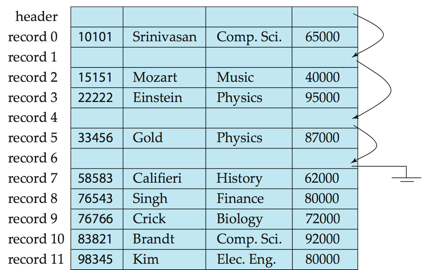 header
record 0 10101 Srinivasan Comp. Sci. 65000
record 1
record 2 15151 Mozart Music 40000
record 3 22222 Einstein Physics 95000
record 4
record 5 33456 Gold Physics 87000
record 6
record 7 58583 Califieri History 62000
record 8 76543 Singh Finance 80000
record 9 76766 Crick Biology 72000
record 10 83821 Brandt Comp. Sci. 92000
record 11 98345 Kim Elec. Eng. 80000